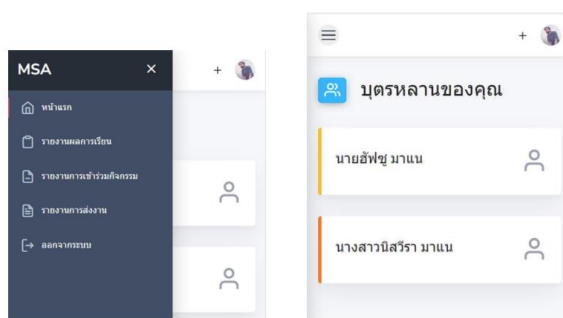 MSA
หน้าแรก
รายงานผลการเรียน
รายงานการเข้าร่วมกิจกรรม
รายงานการส่งงาน
ออกจากระบบ
บุตรหลานของคุณ
นายฮัฟซู มาแน
นางสาวนิสวีรา มาแน